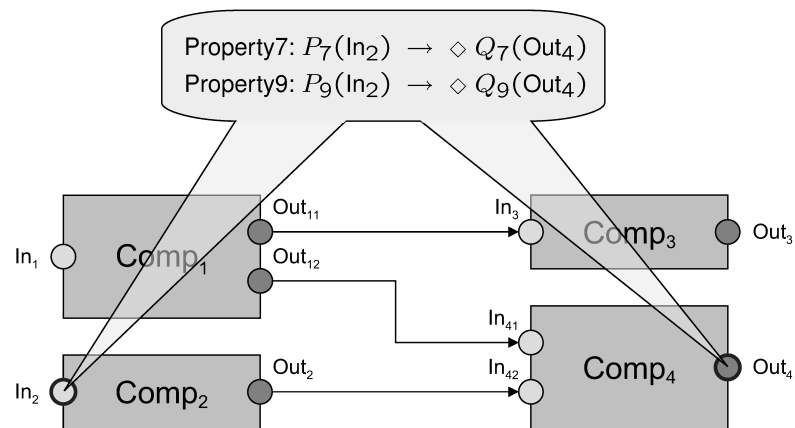 Property7: P₇(In₂) → ◇ Q₇(Out₄)
Property9: P₉(In₂) → ◇ Q₉(Out₄)
Out₁₁
In₃
In₁
Comp₁
Comp₃
Out₃
Out₁₂
In₄₁
Out₂
In₄₂
In₂
Comp₂
Comp₄
Out₄